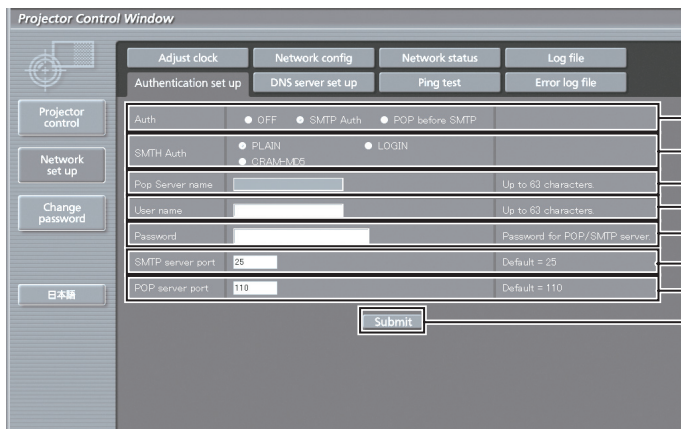 Projector Control Window
Adjust clock
Network config
Network status
Log file
Authentication set up
DNS server set up
Ping test
Error log file
Projector control
Network set up
Change password
日本語
Auth
OFF
SMTP Auth
POP before SMTP
SMTH Auth
PLAIN
LOGIN
CRAM-MD5
Pop Server name
Up to 63 characters.
User name
Up to 63 characters.
Password
Password for POP/SMTP server.
SMTP server port
25
Default = 25
POP server port
110
Default = 110
Submit